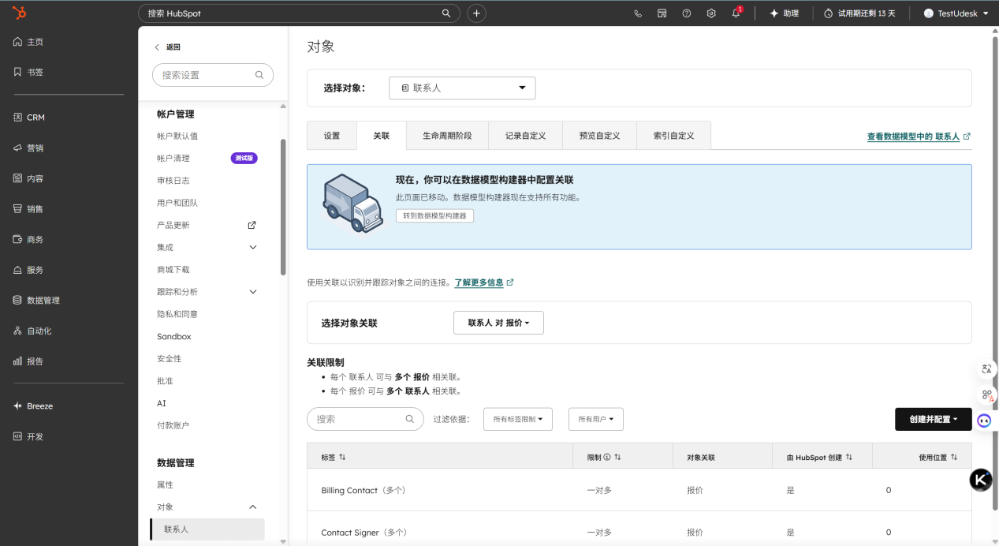 搜索 HubSpot
1
助理
试用期还剩 13 天
TestUdesk
主页
书签
CRM
营销
内容
销售
商务
服务
数据管理
自动化
报告
Breeze
开发
返回
搜索设置
帐户管理
帐户默认值
帐户清理
测试版
审核日志
用户和团队
产品更新
集成
商城下载
跟踪和分析
隐私和同意
Sandbox
安全性
批准
AI
付款账户
数据管理
属性
对象
联系人
对象
选择对象：
联系人
设置
关联
生命周期阶段
记录自定义
预览自定义
索引自定义
查看数据模型中的 联系人
现在，你可以在数据模型构建器中配置关联
此页面已移动。数据模型构建器现在支持所有功能。
转到数据模型构建器
使用关联以识别并跟踪对象之间的连接。了解更多信息
选择对象关联
联系人 对 报价
关联限制
每个 联系人 可与 多个 报价 相关联。
每个 报价 可与 多个 联系人 相关联。
搜索
过滤依据：
所有标签限制
所有用户
创建并配置
标签 限制 对象关联 由 HubSpot 创建 使用位置
Billing Contact（多个） 一对多 报价 是 0
Contact Signer（多个） 一对多 报价 是 0
K